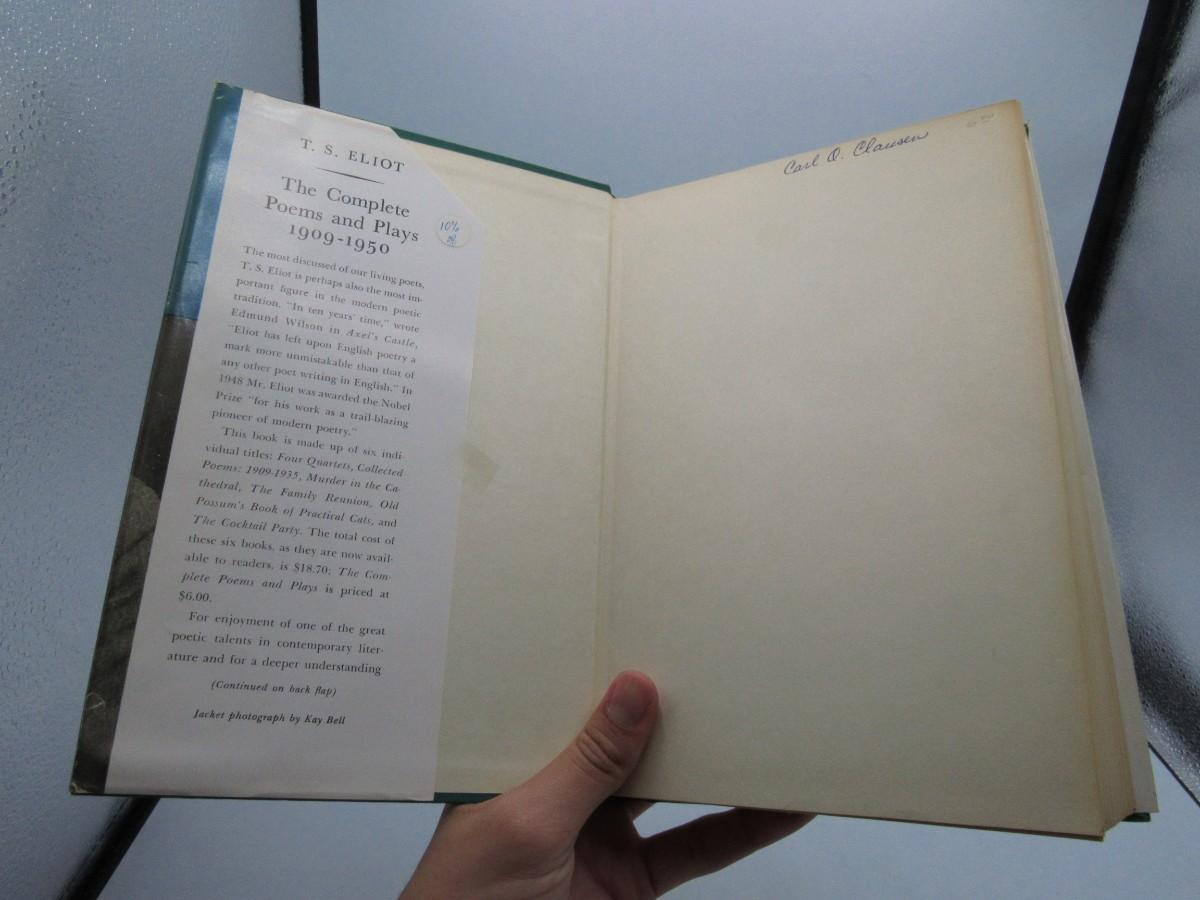 T. S. ELIOT
The Complete
Poems and Plays
1909-1950
10%
The most discussed of our living poets,
T. S. Eliot is perhaps also the most im-
portant figure in the modern poetic
tradition. "In ten years' time," wrote
Edmund Wilson in Axel's Castle,
"Eliot has left upon English poetry a
mark more unmistakable than that of
any other poet writing in English." In
1948 Mr. Eliot was awarded the Nobel
Prize "for his work as a trail-blazing
pioneer of modern poetry."
This book is made up of six indi-
vidual titles: Four Quartets, Collected
Poems: 1909-1935, Murder in the Ca-
thedral, The Family Reunion, Old
Possum's Book of Practical Cats, and
The Cocktail Party. The total cost of
these six books, as they are now avail-
able to readers, is $18.70; The Com-
plete Poems and Plays is priced at
$6.00.
For enjoyment of one of the great
poetic talents in contemporary liter-
ature and for a deeper understanding
(Continued on back flap)
Jacket photograph by Kay Bell
Carl O. Clausen